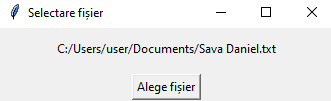 Selectare fișier
C:/Users/user/Documents/Sava Daniel.txt
Alege fișier